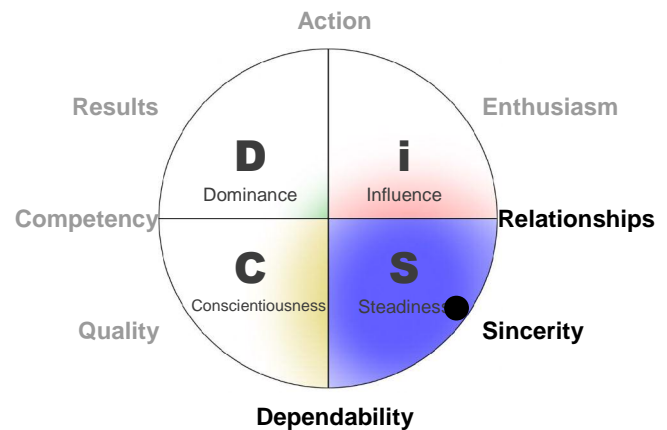 Action
Results
Enthusiasm
D
Dominance
i
Influence
Competency
Relationships
C
Conscientiousness
S
Steadiness
Quality
Sincerity
Dependability